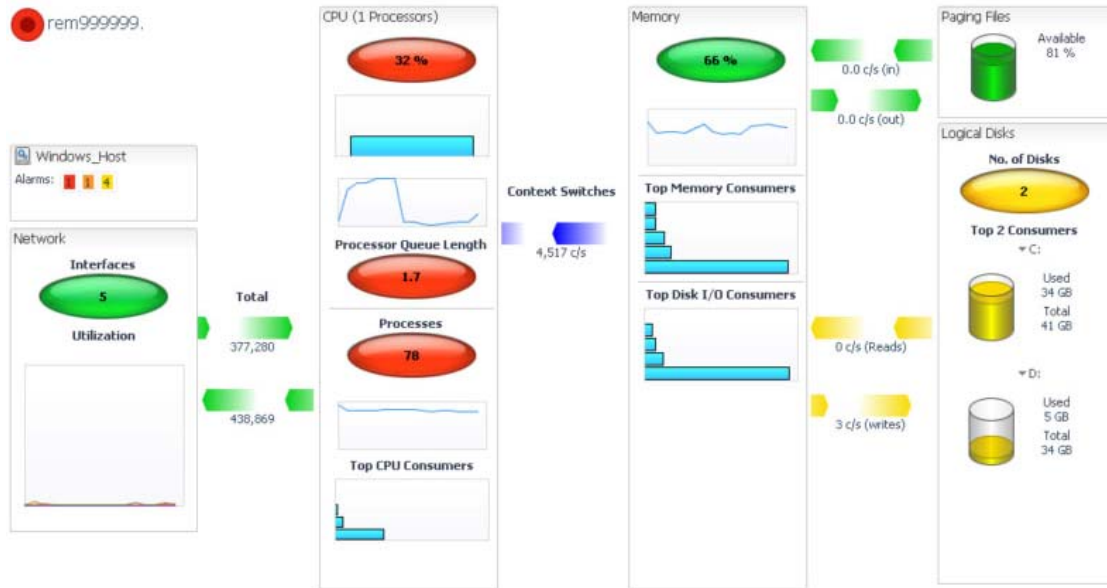 rem999999.
Windows_Host
Alarms: 1 1 4
Network
Interfaces
5
Utilization
Total
377,280
438,869
CPU (1 Processors)
32 %
Processor Queue Length
1.7
Processes
78
Top CPU Consumers
Context Switches
4,517 c/s
Memory
66 %
Top Memory Consumers
Top Disk I/O Consumers
0.0 c/s (in)
0.0 c/s (out)
0 c/s (Reads)
3 c/s (writes)
Paging Files
Available
81 %
Logical Disks
No. of Disks
2
Top 2 Consumers
C:
Used
34 GB
Total
41 GB
D:
Used
5 GB
Total
34 GB